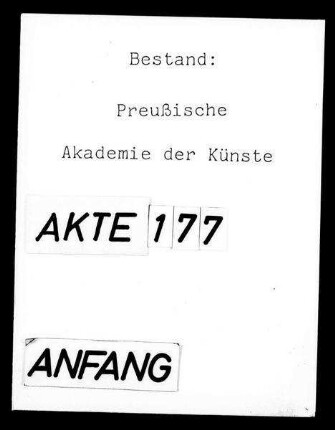 Bestand:
Preußische
Akademie der Künste
AKTE 177
ANFANG